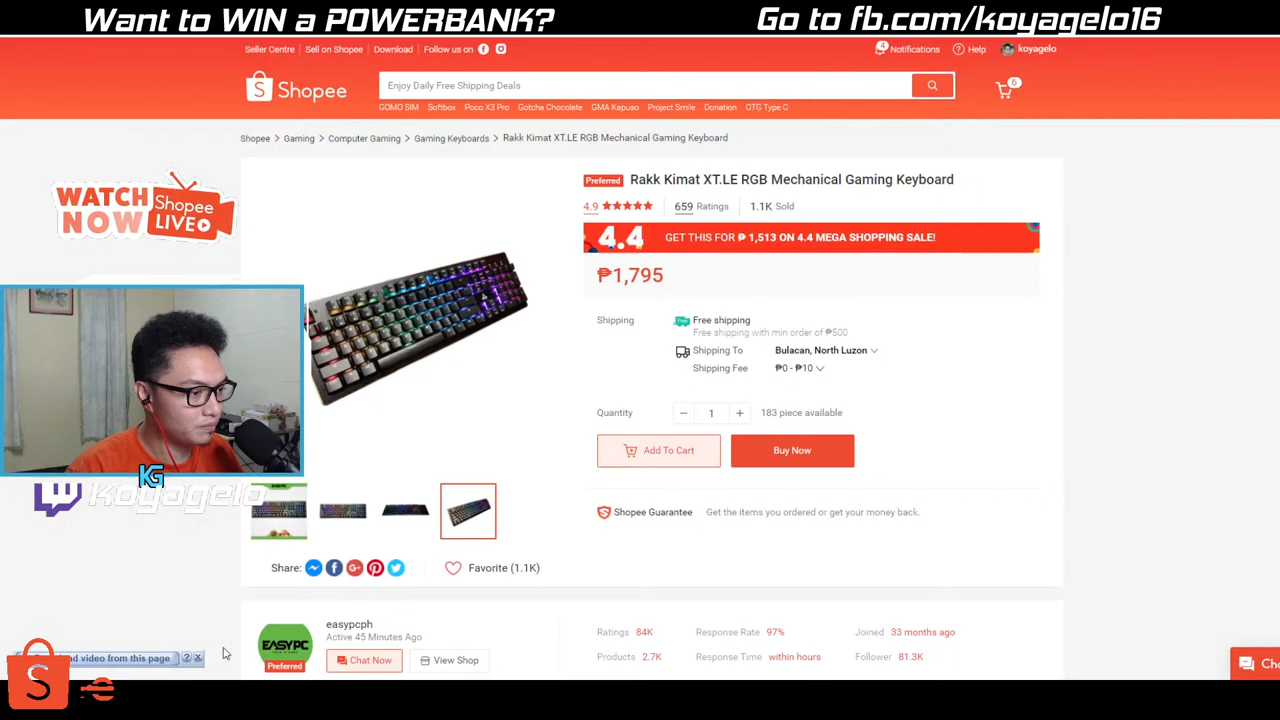 Want to WIN a POWERBANK?
Go to fb.com/koyagelo16
Seller Centre
Sell on Shopee
Download
Follow us on
4
Notifications
Help
koyagelo
Shopee
Enjoy Daily Free Shipping Deals
6
GOMO SIM
Softbox
Poco X3 Pro
Gotcha Chocolate
GMA Kapuso
Project Smile
Donation
OTG Type C
Shopee > Gaming > Computer Gaming > Gaming Keyboards > Rakk Kimat XT.LE RGB Mechanical Gaming Keyboard
WATCH
NOW
Shopee
LIVE
Preferred
Rakk Kimat XT.LE RGB Mechanical Gaming Keyboard
4.9
659 Ratings
1.1K Sold
4.4
GET THIS FOR ₱ 1,513 ON 4.4 MEGA SHOPPING SALE!
₱1,795
Shipping
Free shipping
Free shipping with min order of ₱500
Shipping To
Bulacan, North Luzon
Shipping Fee
₱0 - ₱10
Quantity
− 1 +
183 piece available
Add To Cart
Buy Now
KG
koyagelo
Shopee Guarantee
Get the items you ordered or get your money back.
Share:
Favorite (1.1K)
EASYPC
Preferred
easypcph
Active 45 Minutes Ago
Chat Now
View Shop
Ratings 84K
Response Rate 97%
Joined 33 months ago
Products 2.7K
Response Time within hours
Follower 81.3K
video from this page
? x
S